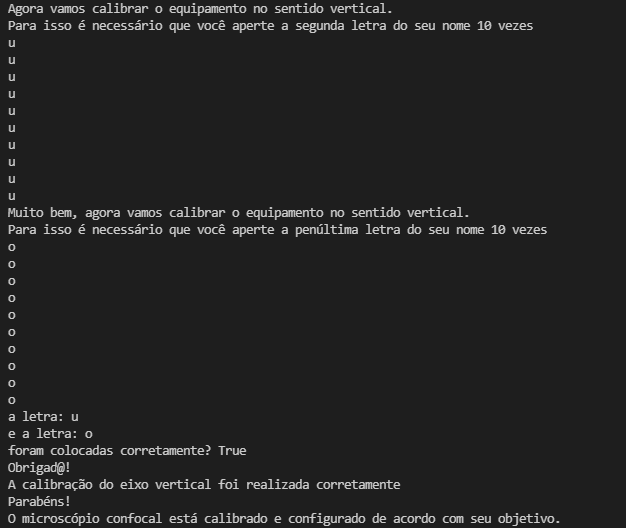 Agora vamos calibrar o equipamento no sentido vertical.
Para isso é necessário que você aperte a segunda letra do seu nome 10 vezes
u
u
u
u
u
u
u
u
u
u
Muito bem, agora vamos calibrar o equipamento no sentido vertical.
Para isso é necessário que você aperte a penúltima letra do seu nome 10 vezes
o
o
o
o
o
o
o
o
o
o
a letra: u
e a letra: o
foram colocadas corretamente? True
Obrigad@!
A calibração do eixo vertical foi realizada corretamente
Parabéns!
O microscópio confocal está calibrado e configurado de acordo com seu objetivo.